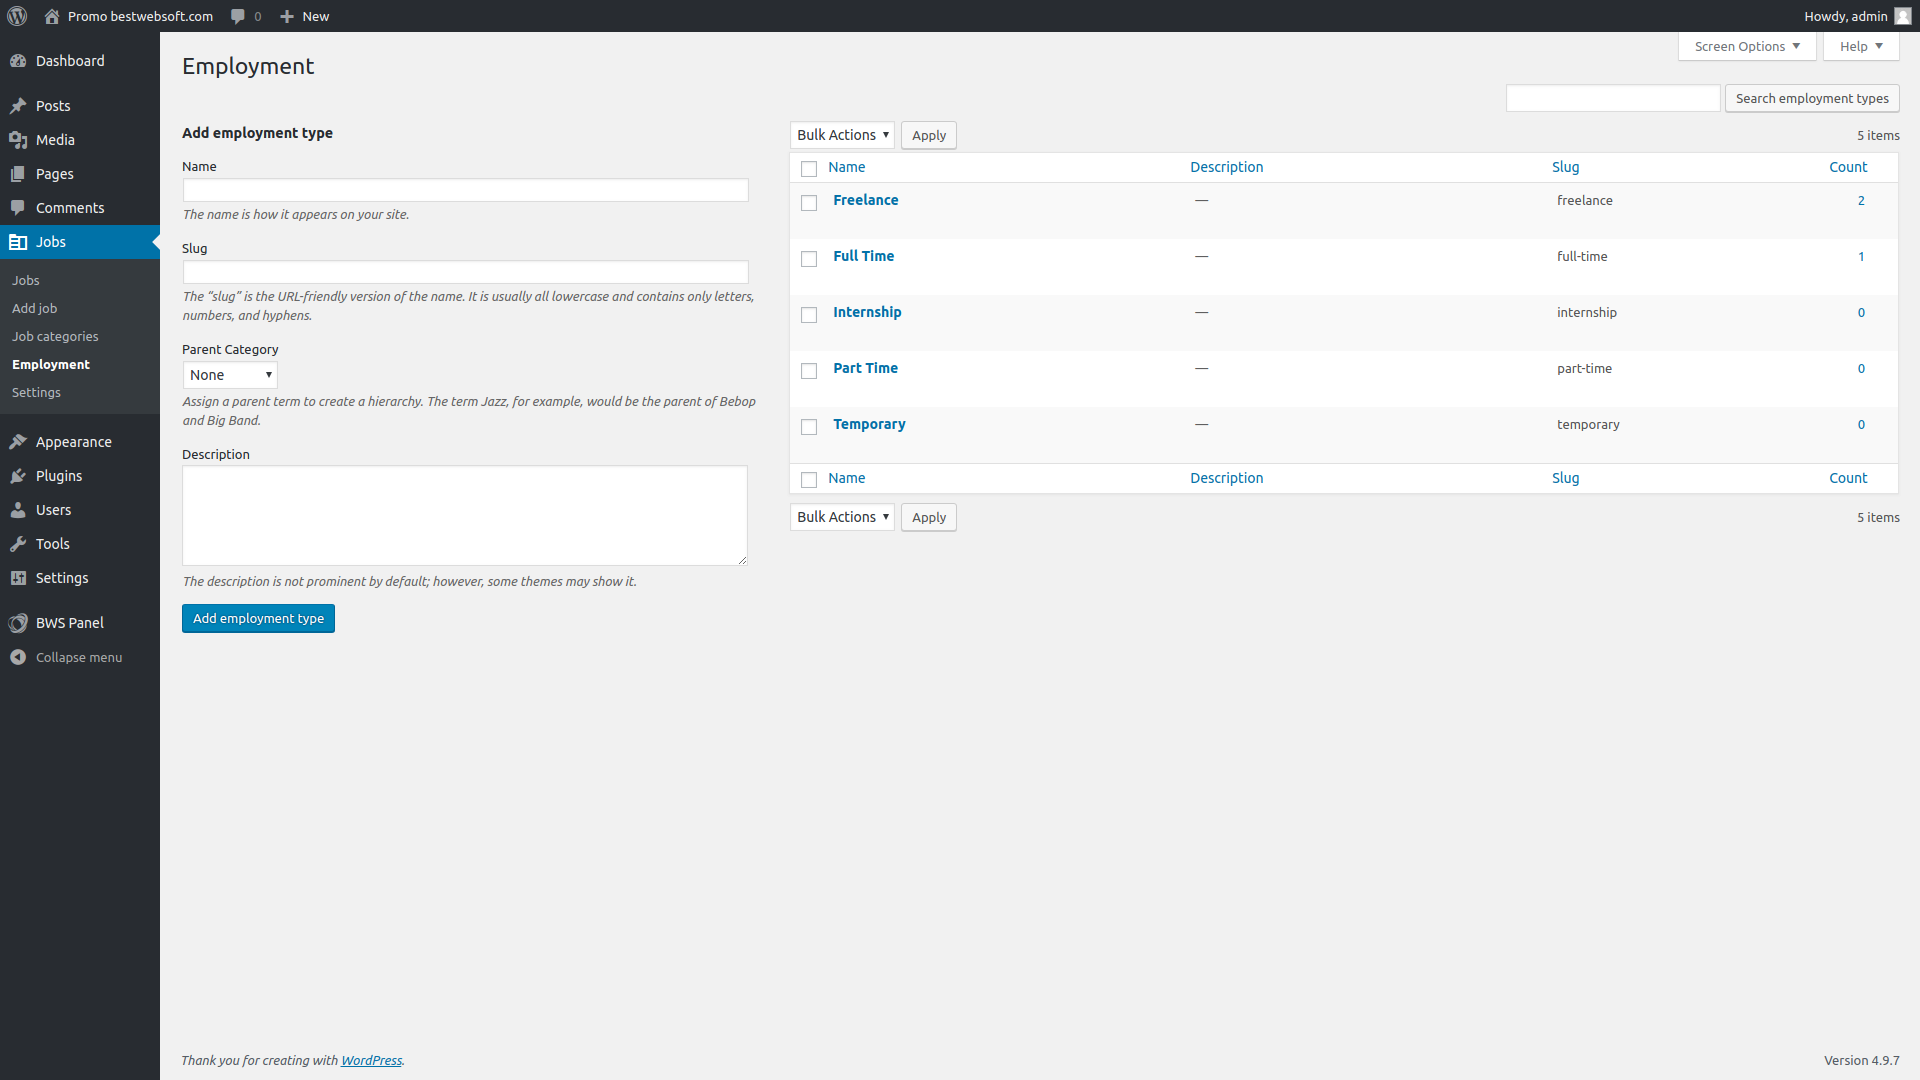 Promo bestwebsoft.com 0 New
Howdy, admin
Dashboard
Posts
Media
Pages
Comments
Jobs
Jobs
Add job
Job categories
Employment
Settings
Appearance
Plugins
Users
Tools
Settings
BWS Panel
Collapse menu
Screen Options Help
Employment
Search employment types
Add employment type
Name
The name is how it appears on your site.
Slug
The “slug” is the URL-friendly version of the name. It is usually all lowercase and contains only letters,
numbers, and hyphens.
Parent Category
None
Assign a parent term to create a hierarchy. The term Jazz, for example, would be the parent of Bebop
and Big Band.
Description
The description is not prominent by default; however, some themes may show it.
Add employment type
Bulk Actions Apply 5 items
Name Description Slug Count
Freelance — freelance 2
Full Time — full-time 1
Internship — internship 0
Part Time — part-time 0
Temporary — temporary 0
Name Description Slug Count
Bulk Actions Apply 5 items
Thank you for creating with WordPress.
Version 4.9.7